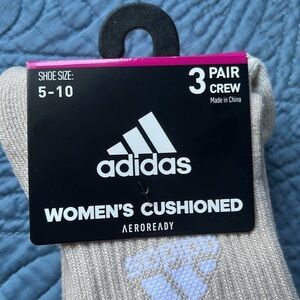 SHOE SIZE:
5-10
3 PAIR
CREW
Made in China
adidas
WOMEN'S CUSHIONED
AEROREADY